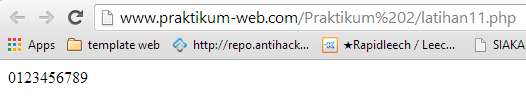 www.praktikum-web.com/Praktikum%202/latihan11.php
Apps template web http://repo.antihack... ★Rapidleech / Leec... SIAKA
0123456789